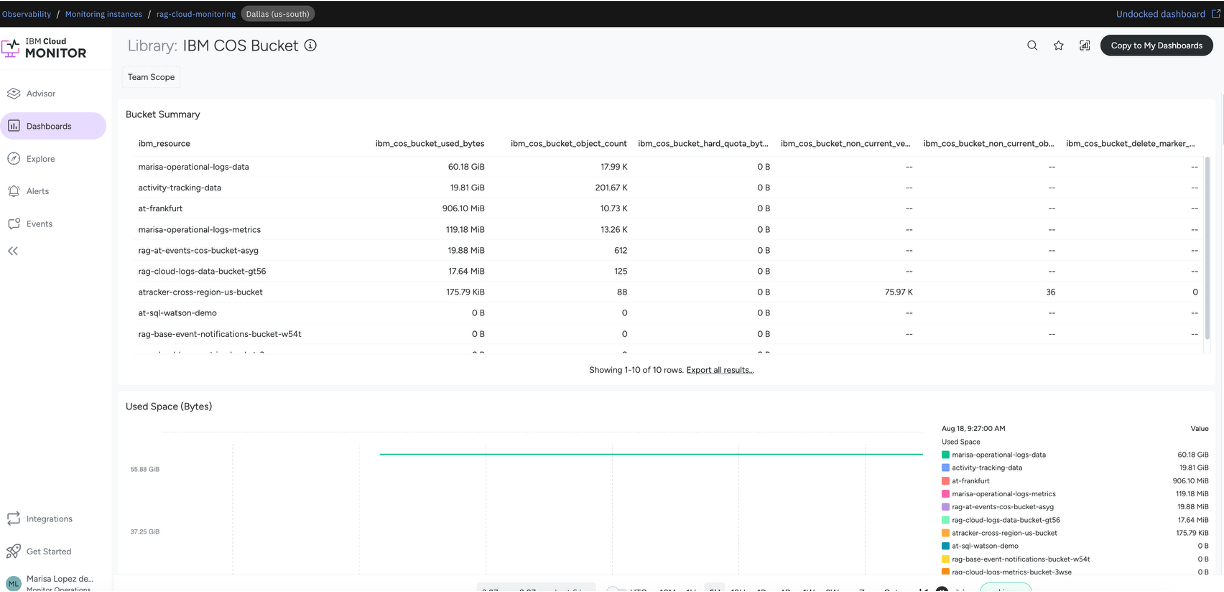 Observability / Monitoring instances / rag-cloud-monitoring Dallas (us-south) Undocked dashboard
IBM Cloud
MONITOR
Library: IBM COS Bucket Copy to My Dashboards
Team Scope
Advisor
Dashboards
Explore
Alerts
Events
Integrations
Get Started
ML
Marisa Lopez de...
Monitor Operations
Bucket Summary
ibm_resource ibm_cos_bucket_used_bytes ibm_cos_bucket_object_count ibm_cos_bucket_hard_quota_byt... ibm_cos_bucket_non_current_ve... ibm_cos_bucket_non_current_ob... ibm_cos_bucket_delete_marker_...
marisa-operational-logs-data 60.18 GiB 17.99 K 0 B -- -- --
activity-tracking-data 19.81 GiB 201.67 K 0 B -- -- --
at-frankfurt 906.10 MiB 10.73 K 0 B -- -- --
marisa-operational-logs-metrics 119.18 MiB 13.26 K 0 B -- -- --
rag-at-events-cos-bucket-asyg 19.88 MiB 612 0 B -- -- --
rag-cloud-logs-data-bucket-gt56 17.64 MiB 125 0 B -- -- --
atracker-cross-region-us-bucket 175.79 KiB 88 0 B 75.97 K 36 0
at-sql-watson-demo 0 B 0 0 B -- -- --
rag-base-event-notifications-bucket-w54t 0 B 0 0 B -- -- --
Showing 1-10 of 10 rows. Export all results...
Used Space (Bytes)
55.88 GiB
37.25 GiB
Aug 18, 9:27:00 AM Value
Used Space
marisa-operational-logs-data 60.18 GiB
activity-tracking-data 19.81 GiB
at-frankfurt 906.10 MiB
marisa-operational-logs-metrics 119.18 MiB
rag-at-events-cos-bucket-asyg 19.88 MiB
rag-cloud-logs-data-bucket-gt56 17.64 MiB
atracker-cross-region-us-bucket 175.79 KiB
at-sql-watson-demo 0 B
rag-base-event-notifications-bucket-w54t 0 B
rag-cloud-logs-metrics-bucket-3wse 0 B